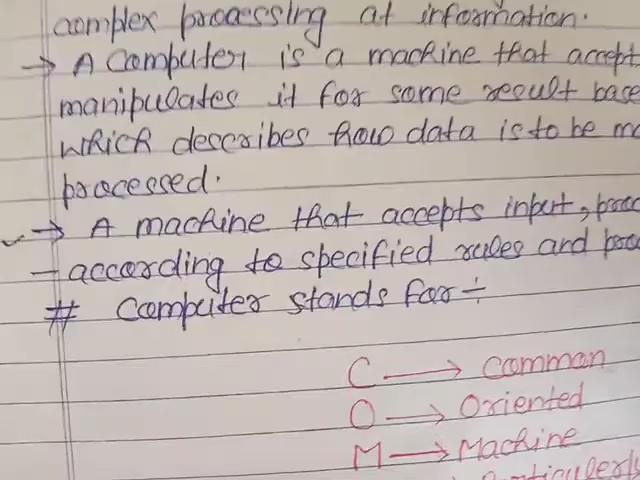 complex processing at information.
→ A Computer is a machine that accept
manipulates it for some result base
which describes how data is to be
processed.
→ A machine that accepts input,
according to specified rules and
# Computer stands for ÷
C → Common
O → Oriented
M → Machine